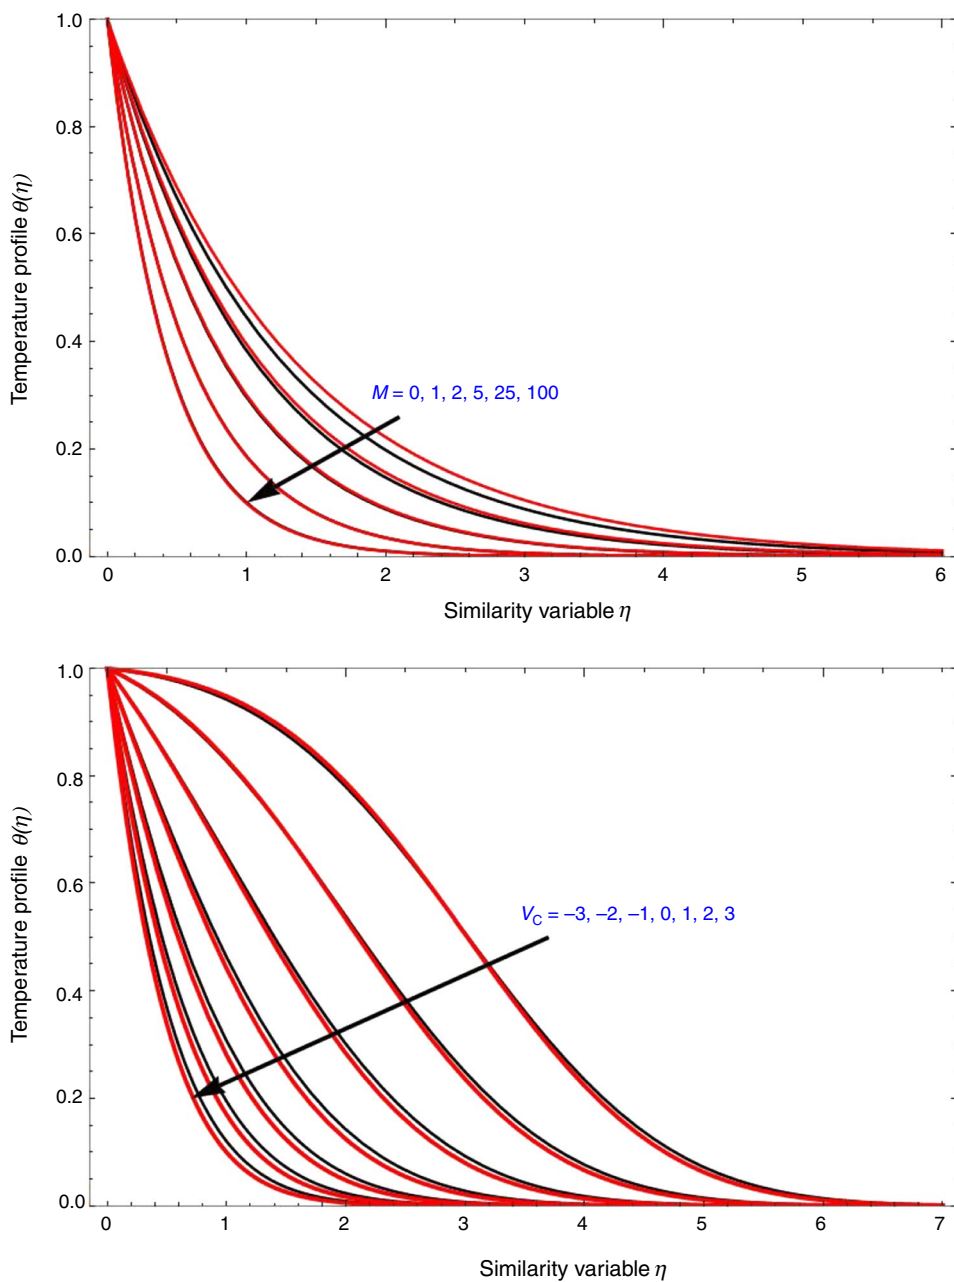 1.0
0.8
0.6
0.4
0.2
0.0
Temperature profile θ(η)
M = 0, 1, 2, 5, 25, 100
0 1 2 3 4 5 6
Similarity variable η
1.0
0.8
0.6
0.4
0.2
0.0
Temperature profile θ(η)
V_C = –3, –2, –1, 0, 1, 2, 3
0 1 2 3 4 5 6 7
Similarity variable η